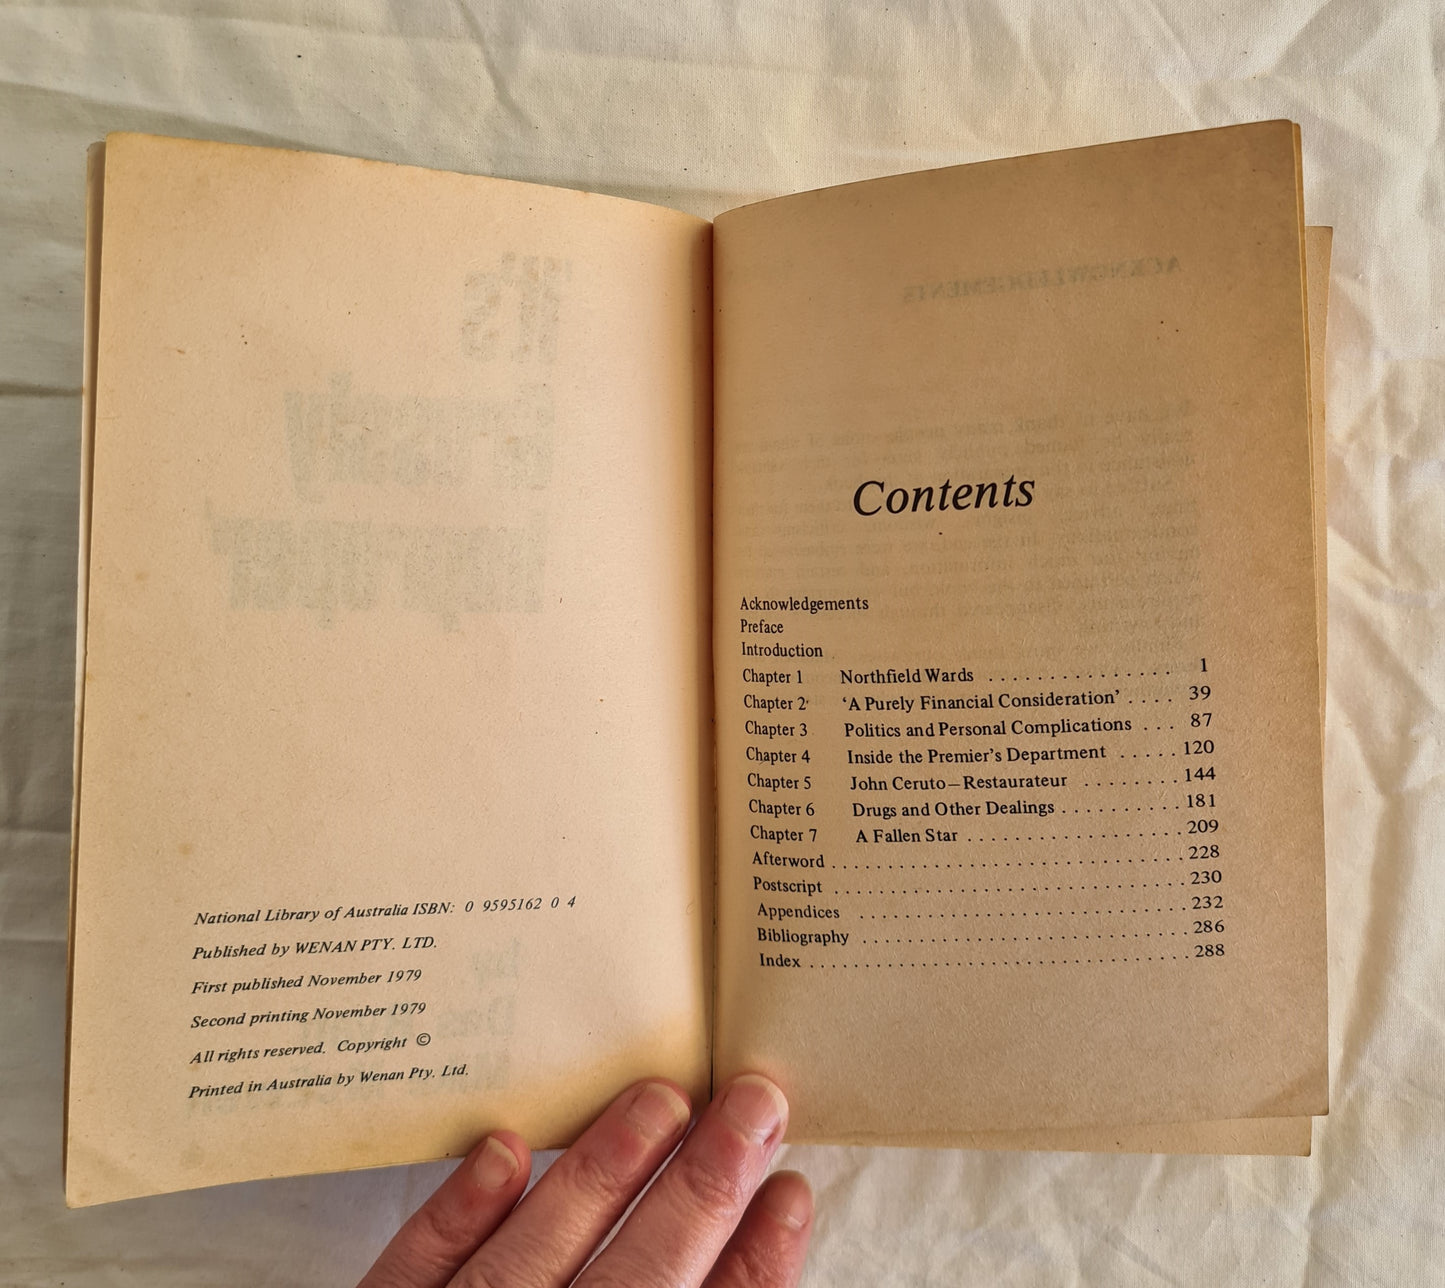 National Library of Australia ISBN: 0 9595162 0 4
Published by WENAN PTY. LTD.
First published November 1979
Second printing November 1979
All rights reserved. Copyright ©
Printed in Australia by Wenan Pty. Ltd.
Contents
Acknowledgements
Preface
Introduction
Chapter 1 Northfield Wards . . . . . . . . . . . . . . . 1
Chapter 2 ‘A Purely Financial Consideration’ . . . . 39
Chapter 3 Politics and Personal Complications . . . 87
Chapter 4 Inside the Premier's Department . . . . . 120
Chapter 5 John Ceruto—Restaurateur . . . . . . . . 144
Chapter 6 Drugs and Other Dealings . . . . . . . . . . 181
Chapter 7 A Fallen Star . . . . . . . . . . . . . . . . . . 209
Afterword . . . . . . . . . . . . . . . . . . . . . . . . . . . . . 228
Postscript . . . . . . . . . . . . . . . . . . . . . . . . . . . . . 230
Appendices . . . . . . . . . . . . . . . . . . . . . . . . . . . 232
Bibliography . . . . . . . . . . . . . . . . . . . . . . . . . . . 286
Index . . . . . . . . . . . . . . . . . . . . . . . . . . . . . . . 288